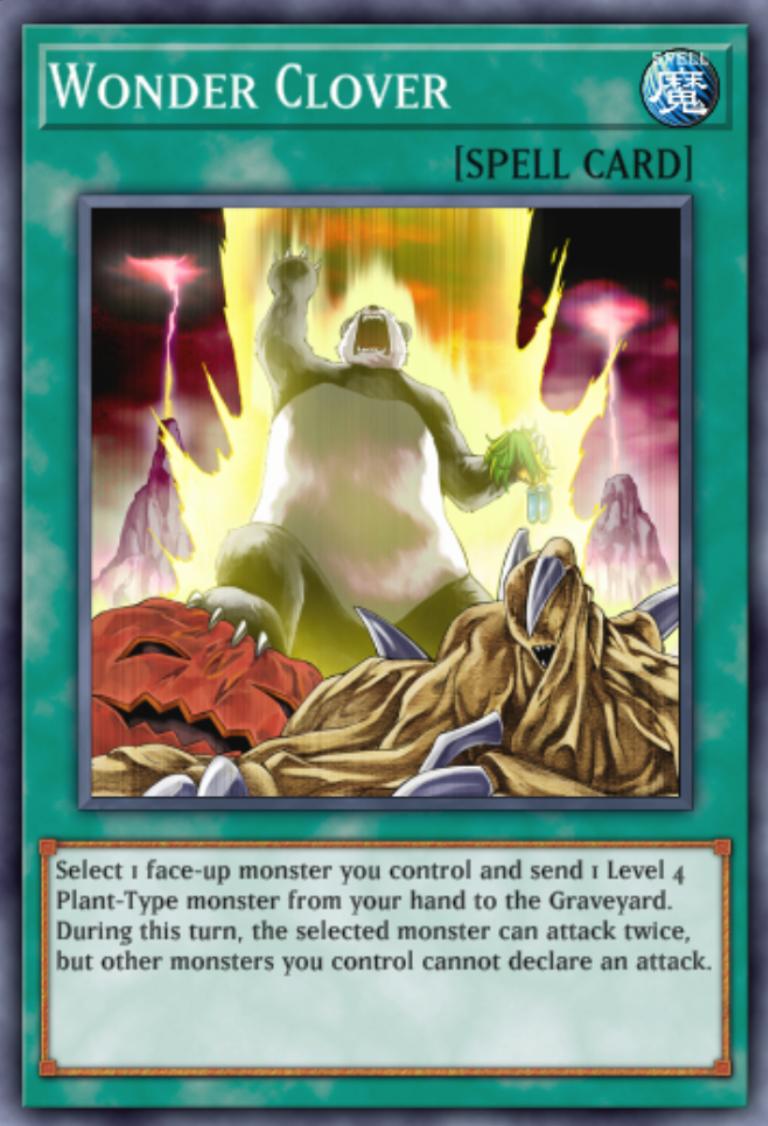 Wonder Clover
SPELL
魔
[SPELL CARD]
Select 1 face-up monster you control and send 1 Level 4
Plant-Type monster from your hand to the Graveyard.
During this turn, the selected monster can attack twice,
but other monsters you control cannot declare an attack.